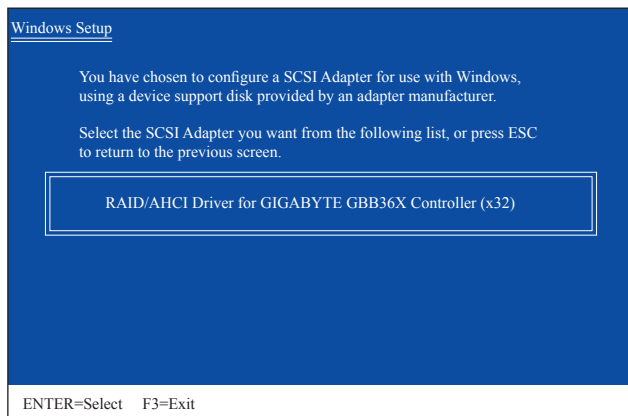 Windows Setup
You have chosen to configure a SCSI Adapter for use with Windows,
using a device support disk provided by an adapter manufacturer.
Select the SCSI Adapter you want from the following list, or press ESC
to return to the previous screen.
RAID/AHCI Driver for GIGABYTE GBB36X Controller (x32)
ENTER=Select F3=Exit